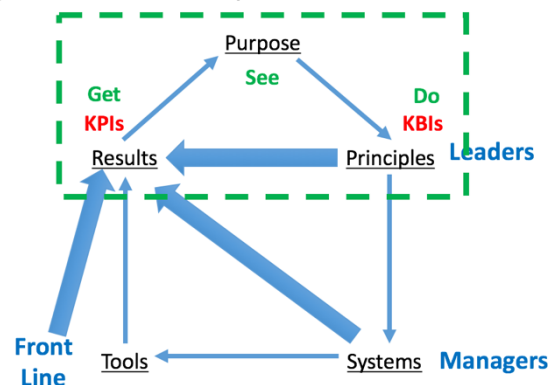 Purpose
See
Get
Do
KPIs
KBIs
Results
Principles
Leaders
Front
Line
Tools
Systems
Managers